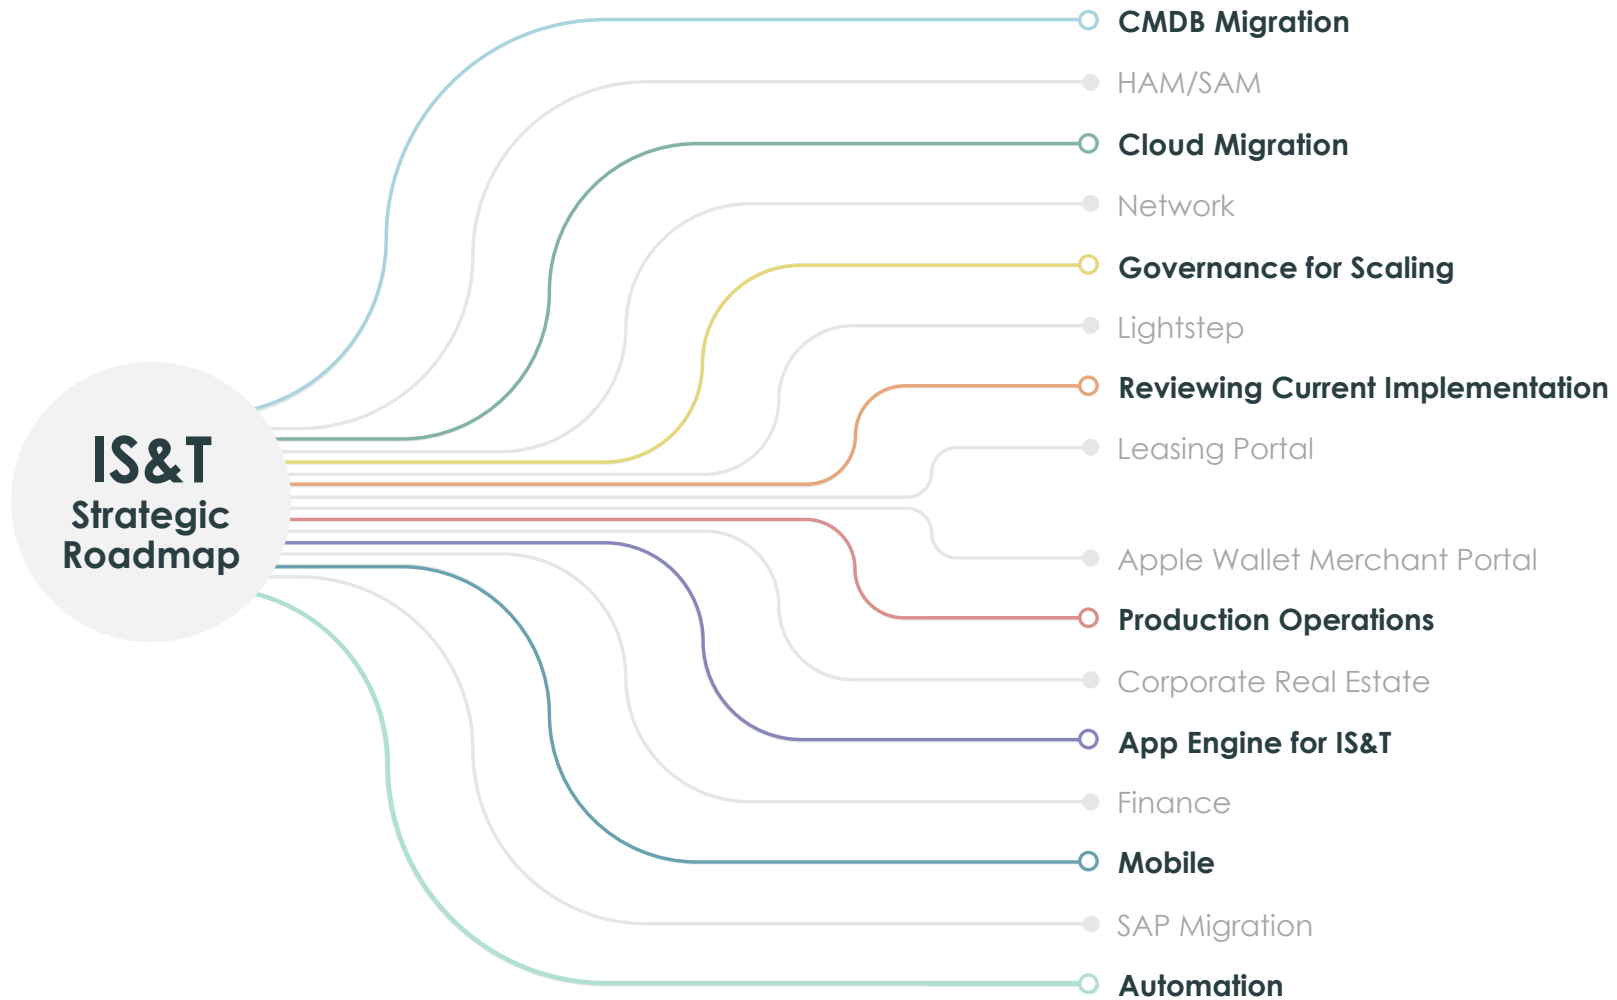 IS&T
Strategic
Roadmap
CMDB Migration
HAM/SAM
Cloud Migration
Network
Governance for Scaling
Lightstep
Reviewing Current Implementation
Leasing Portal
Apple Wallet Merchant Portal
Production Operations
Corporate Real Estate
App Engine for IS&T
Finance
Mobile
SAP Migration
Automation